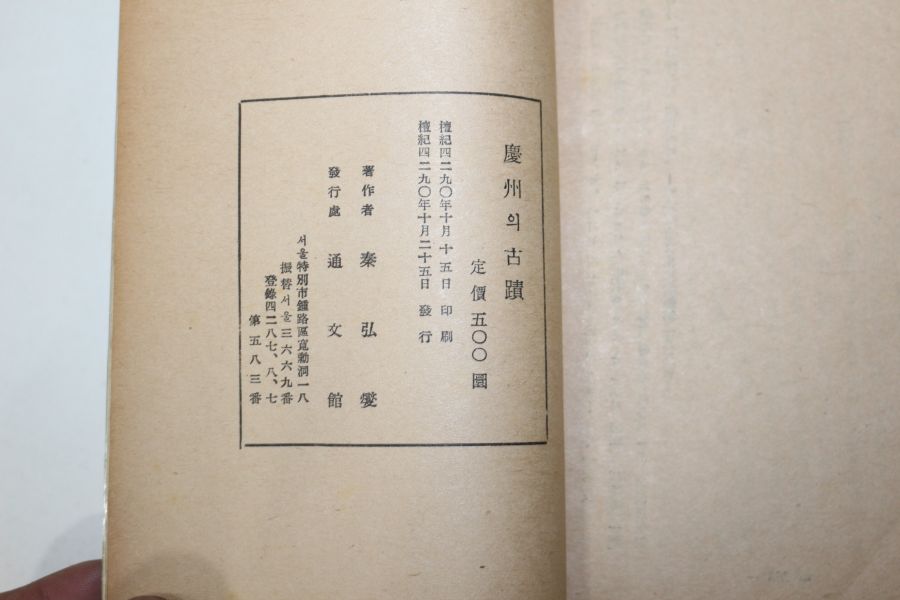 慶州의古蹟
定價 五〇〇圜
檀紀四二九〇年十月十五日 印刷
檀紀四二九〇年十月二十五日 發行
著作者 秦弘燮
發行處 通文館
서울特別市鍾路區寬勳洞一八
振替서울三六六九番
登錄四二八七、八、七
第五八三番